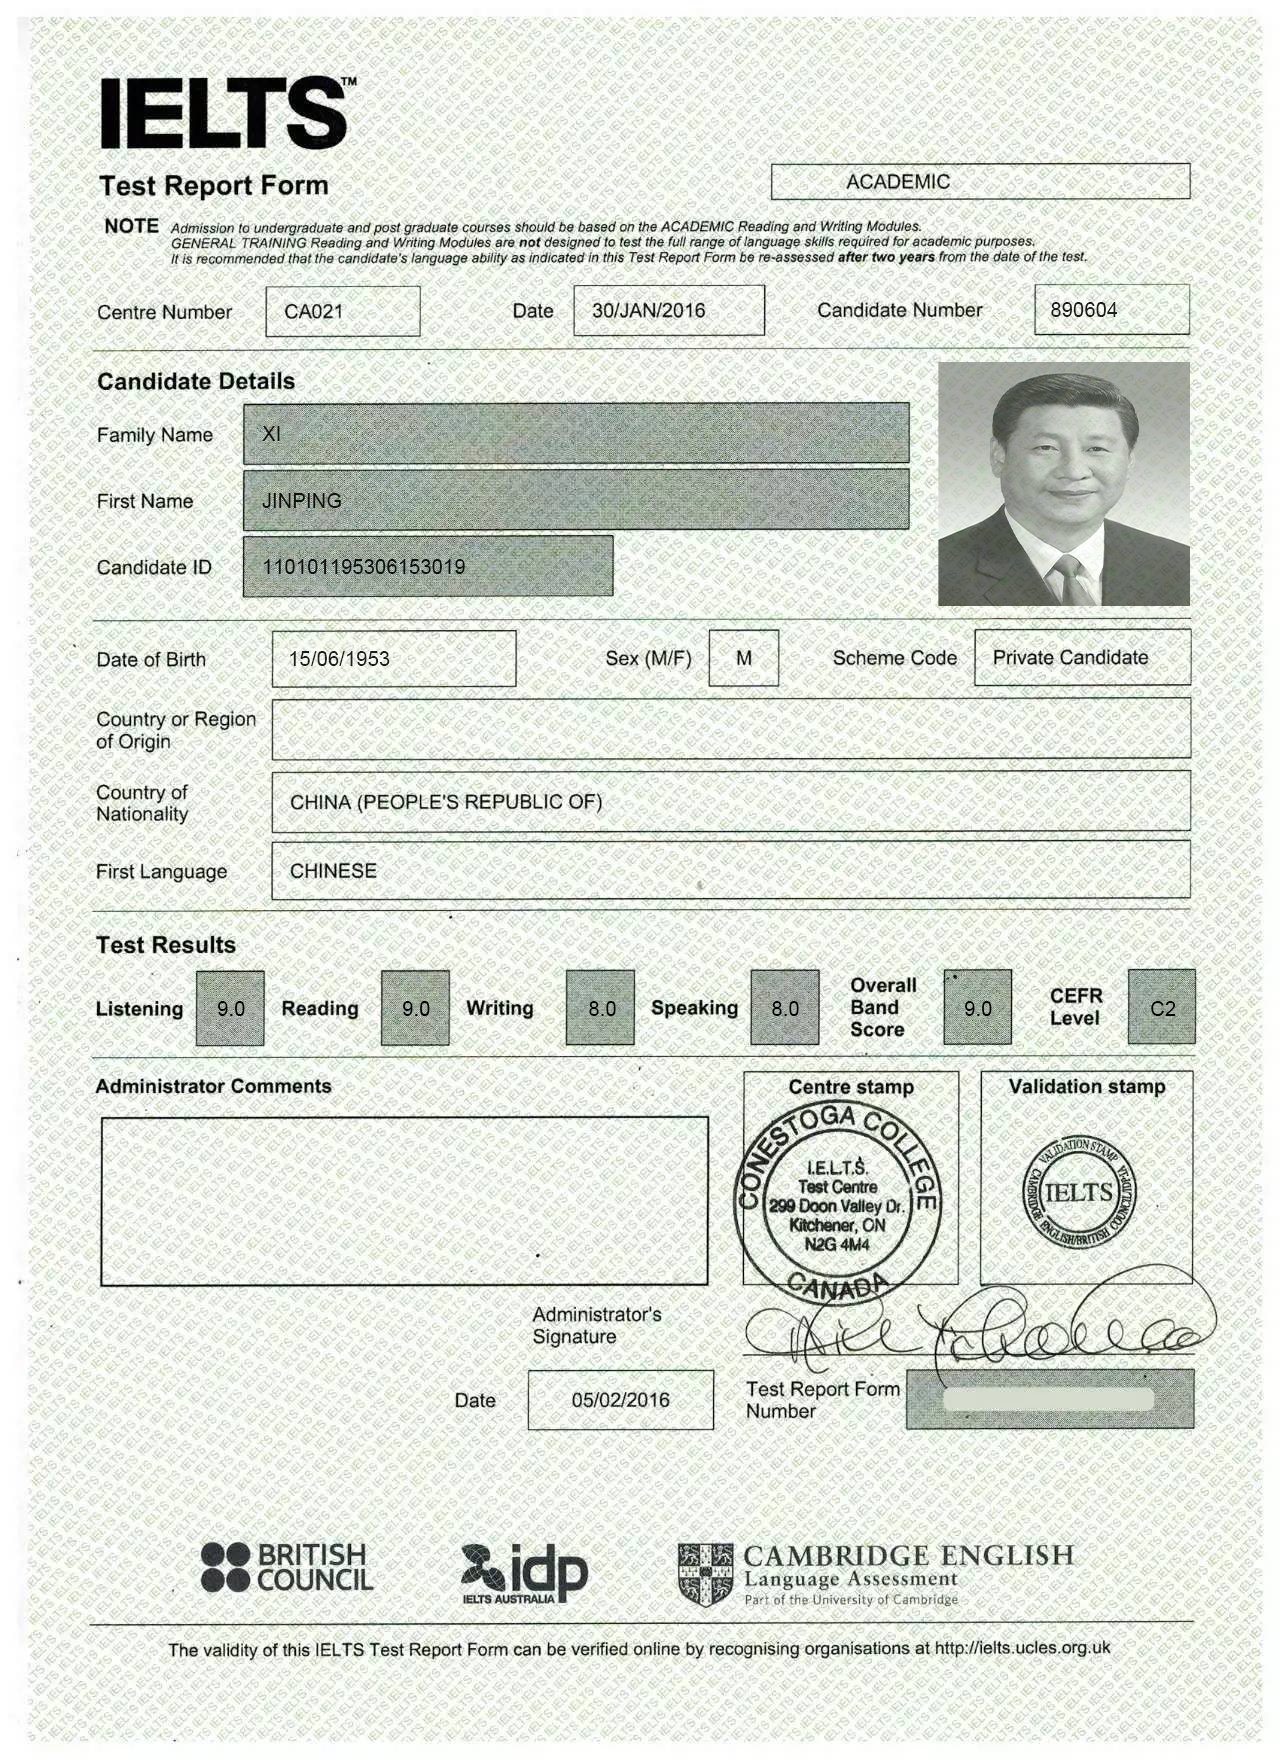 IELTS™
Test Report Form
ACADEMIC
NOTE Admission to undergraduate and post graduate courses should be based on the ACADEMIC Reading and Writing Modules.
GENERAL TRAINING Reading and Writing Modules are not designed to test the full range of language skills required for academic purposes.
It is recommended that the candidate's language ability as indicated in this Test Report Form be re-assessed after two years from the date of the test.
Centre Number CA021 Date 30/JAN/2016 Candidate Number 890604
Candidate Details
Family Name XI
First Name JINPING
Candidate ID 110101195306153019
Date of Birth 15/06/1953 Sex (M/F) M Scheme Code Private Candidate
Country or Region
of Origin
Country of
Nationality
CHINA (PEOPLE'S REPUBLIC OF)
First Language CHINESE
Test Results
Listening 9.0 Reading 9.0 Writing 8.0 Speaking 8.0 Overall Band Score 9.0 CEFR Level C2
Administrator Comments
Centre stamp
CONESTOGA COLLEGE
I.E.L.T.S.
Test Centre
299 Doon Valley Dr.
Kitchener, ON
N2G 4M4
CANADA
Validation stamp
VALIDATION STAMP
IELTS
CAMBRIDGE ENGLISH/BRITISH COUNCIL/IDP:IA
Administrator's
Signature
Date 05/02/2016
Test Report Form
Number
BRITISH
COUNCIL
idp
IELTS AUSTRALIA
CAMBRIDGE ENGLISH
Language Assessment
Part of the University of Cambridge
The validity of this IELTS Test Report Form can be verified online by recognising organisations at http://ielts.ucles.org.uk